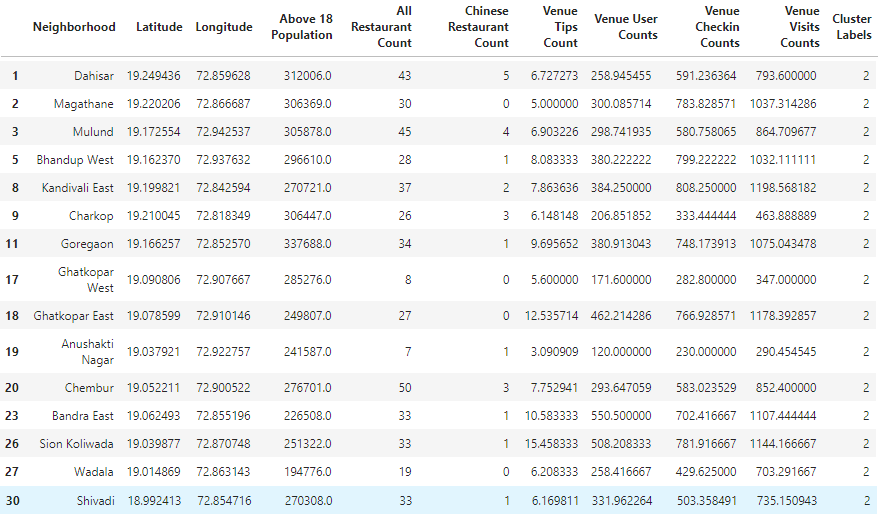 Neighborhood Latitude Longitude Above 18 Population All Restaurant Count Chinese Restaurant Count Venue Tips Count Venue User Counts Venue Checkin Counts Venue Visits Counts Cluster Labels
1 Dahisar 19.249436 72.859628 312006.0 43 5 6.727273 258.945455 591.236364 793.600000 2
2 Magathane 19.220206 72.866687 306369.0 30 0 5.000000 300.085714 783.828571 1037.314286 2
3 Mulund 19.172554 72.942537 305878.0 45 4 6.903226 298.741935 580.758065 864.709677 2
5 Bhandup West 19.162370 72.937632 296610.0 28 1 8.083333 380.222222 799.222222 1032.111111 2
8 Kandivali East 19.199821 72.842594 270721.0 37 2 7.863636 384.250000 808.250000 1198.568182 2
9 Charkop 19.210045 72.818349 306447.0 26 3 6.148148 206.851852 333.444444 463.888889 2
11 Goregaon 19.166257 72.852570 337688.0 34 1 9.695652 380.913043 748.173913 1075.043478 2
17 Ghatkopar West 19.090806 72.907667 285276.0 8 0 5.600000 171.600000 282.800000 347.000000 2
18 Ghatkopar East 19.078599 72.910146 249807.0 27 0 12.535714 462.214286 766.928571 1178.392857 2
19 Anushakti Nagar 19.037921 72.922757 241587.0 7 1 3.090909 120.000000 230.000000 290.454545 2
20 Chembur 19.052211 72.900522 276701.0 50 3 7.752941 293.647059 583.023529 852.400000 2
23 Bandra East 19.062493 72.855196 226508.0 33 1 10.583333 550.500000 702.416667 1107.444444 2
26 Sion Koliwada 19.039877 72.870748 251322.0 33 1 15.458333 508.208333 781.916667 1144.166667 2
27 Wadala 19.014869 72.863143 194776.0 19 0 6.208333 258.416667 429.625000 703.291667 2
30 Shivadi 18.992413 72.854716 270308.0 33 1 6.169811 331.962264 503.358491 735.150943 2